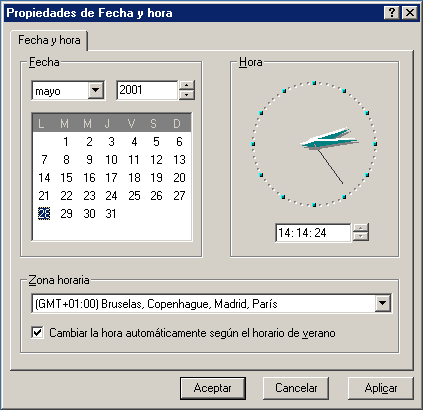 Propiedades de Fecha y hora
Fecha y hora
Fecha
Hora
mayo 2001
L M M J V S D
1 2 3 4 5 6
7 8 9 10 11 12 13
14 15 16 17 18 19 20
21 22 23 24 25 26 27
28 29 30 31
14:14:24
Zona horaria
(GMT+01:00) Bruselas, Copenhague, Madrid, París
Cambiar la hora automáticamente según el horario de verano
Aceptar Cancelar Aplicar